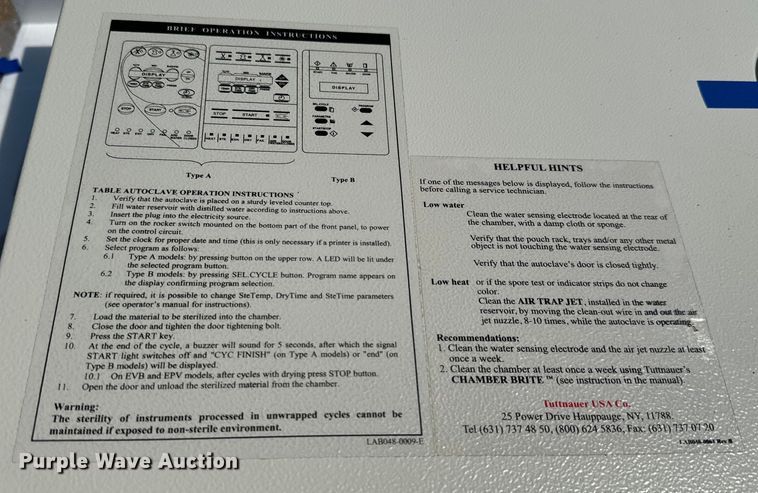 BRIEF OPERATION INSTRUCTIONS
DISPLAY
DISPLAY
DISPLAY
STOP
START
STOP
START
Type A
Type B
TABLE AUTOCLAVE OPERATION INSTRUCTIONS
1. Verify that the autoclave is placed on a sturdy leveled counter top.
2. Fill water reservoir with distilled water according to instructions above.
3. Insert the plug into the electricity source.
4. Turn on the rocker switch mounted on the bottom part of the front panel, to power
on the control circuit.
5. Set the clock for proper date and time (this is only necessary if a printer is installed).
6. Select program as follows:
6.1 Type A models: by pressing button on the upper row. A LED will be lit under
the selected program button.
6.2 Type B models: by pressing SEL.CYCLE button. Program name appears on
the display confirming program selection.
NOTE: if required, it is possible to change SteTemp, DryTime and SteTime parameters
(see operator's manual for instructions).
7. Load the material to be sterilized into the chamber.
8. Close the door and tighten the door tightening bolt.
9. Press the START key.
10. At the end of the cycle, a buzzer will sound for 5 seconds, after which the signal
START light switches off and "CYC FINISH" (on Type A models) or "end" (on
Type B models) will be displayed.
10.1 On EVB and EPV models, after cycles with drying press STOP button.
11. Open the door and unload the sterilized material from the chamber.
Warning:
The sterility of instruments processed in unwrapped cycles cannot be
maintained if exposed to non-sterile environment.
LAB048-0009-E
HELPFUL HINTS
If one of the messages below is displayed, follow the instructions
before calling a service technician.
Low water
Clean the water sensing electrode located at the rear of
the chamber, with a damp cloth or sponge.
Verify that the pouch rack, trays and/or any other metal
object is not touching the water sensing electrode.
Verify that the autoclave's door is closed tightly.
Low heat or if the spore test or indicator strips do not change
color.
Clean the AIR TRAP JET, installed in the water
reservoir, by moving the clean-out wire in and out the air
jet nuzzle, 8-10 times, while the autoclave is operating.
Recommendations:
1. Clean the water sensing electrode and the air jet nuzzle at least
once a week.
2. Clean the chamber at least once a week using Tuttnauer's
CHAMBER BRITE ™ (see instruction in the manual).
Tuttnauer USA Co.
25 Power Drive Hauppauge, NY, 11788.
Tel (631) 737 48 50, (800) 624 5836, Fax: (631) 737 07 20
LAB048-0061 Rev B
Purple Wave Auction